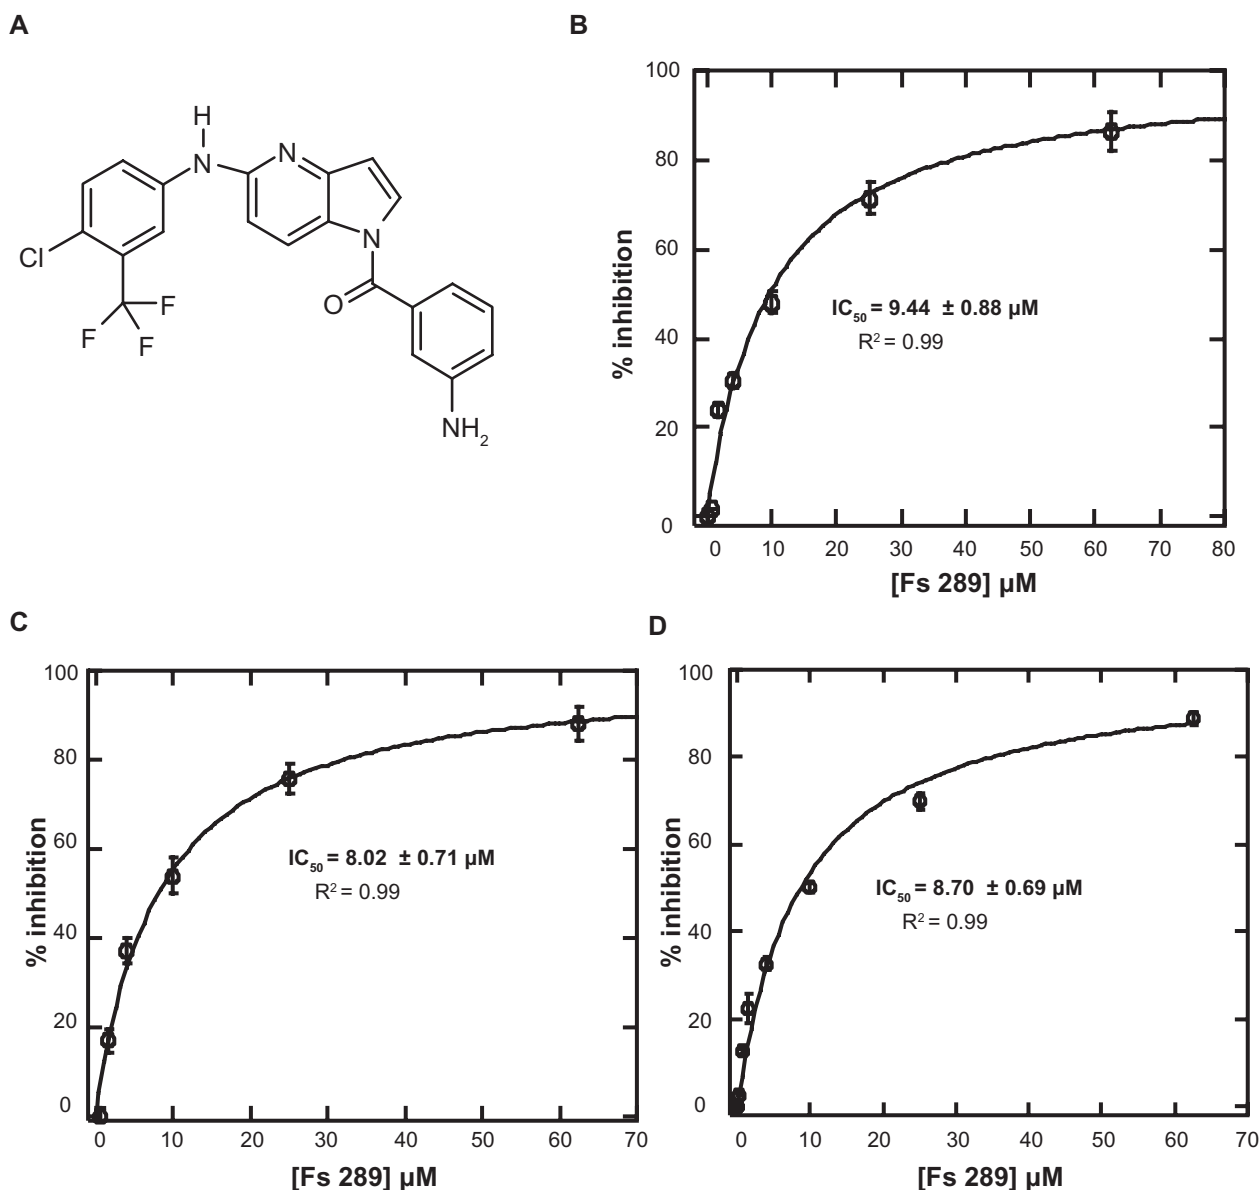 A
H
N
N
Cl
N
F
F
F
O
NH2
B
100
80
60
40
20
0
% inhibition
IC50 = 9.44 ± 0.88 µM
R2 = 0.99
0 10 20 30 40 50 60 70 80
[Fs 289] µM
C
100
80
60
40
20
0
% inhibition
IC50 = 8.02 ± 0.71 µM
R2 = 0.99
0 10 20 30 40 50 60 70
[Fs 289] µM
D
100
80
60
40
20
0
% inhibition
IC50 = 8.70 ± 0.69 µM
R2 = 0.99
0 10 20 30 40 50 60 70
[Fs 289] µM